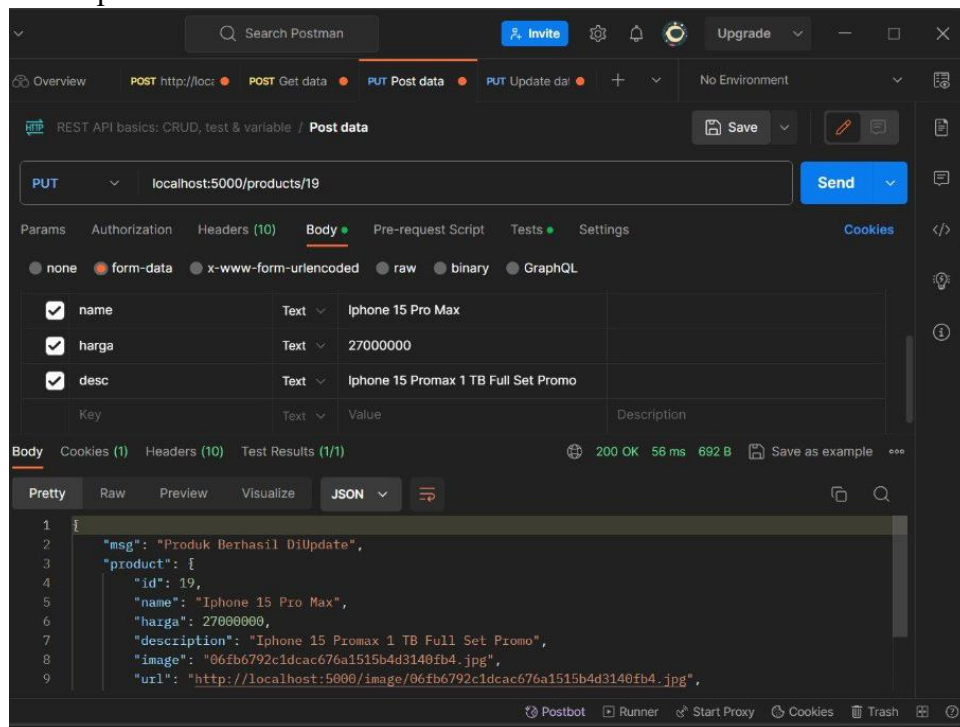 Search Postman Invite Upgrade
Overview POST http://loca POST Get data PUT Post data PUT Update dat No Environment
HTTP REST API basics: CRUD, test & variable / Post data Save
PUT localhost:5000/products/19 Send
Params Authorization Headers (10) Body Pre-request Script Tests Settings Cookies
none form-data x-www-form-urlencoded raw binary GraphQL
name Text Iphone 15 Pro Max
harga Text 27000000
desc Text Iphone 15 Promax 1 TB Full Set Promo
Key Text Value Description
Body Cookies (1) Headers (10) Test Results (1/1) 200 OK 56 ms 692 B Save as example
Pretty Raw Preview Visualize JSON
1 {
2 "msg": "Produk Berhasil DiUpdate",
3 "product": {
4 "id": 19,
5 "name": "Iphone 15 Pro Max",
6 "harga": 27000000,
7 "description": "Iphone 15 Promax 1 TB Full Set Promo",
8 "image": "06fb6792c1dcac676a1515b4d3140fb4.jpg",
9 "url": "http://localhost:5000/image/06fb6792c1dcac676a1515b4d3140fb4.jpg",
Postbot Runner Start Proxy Cookies Trash